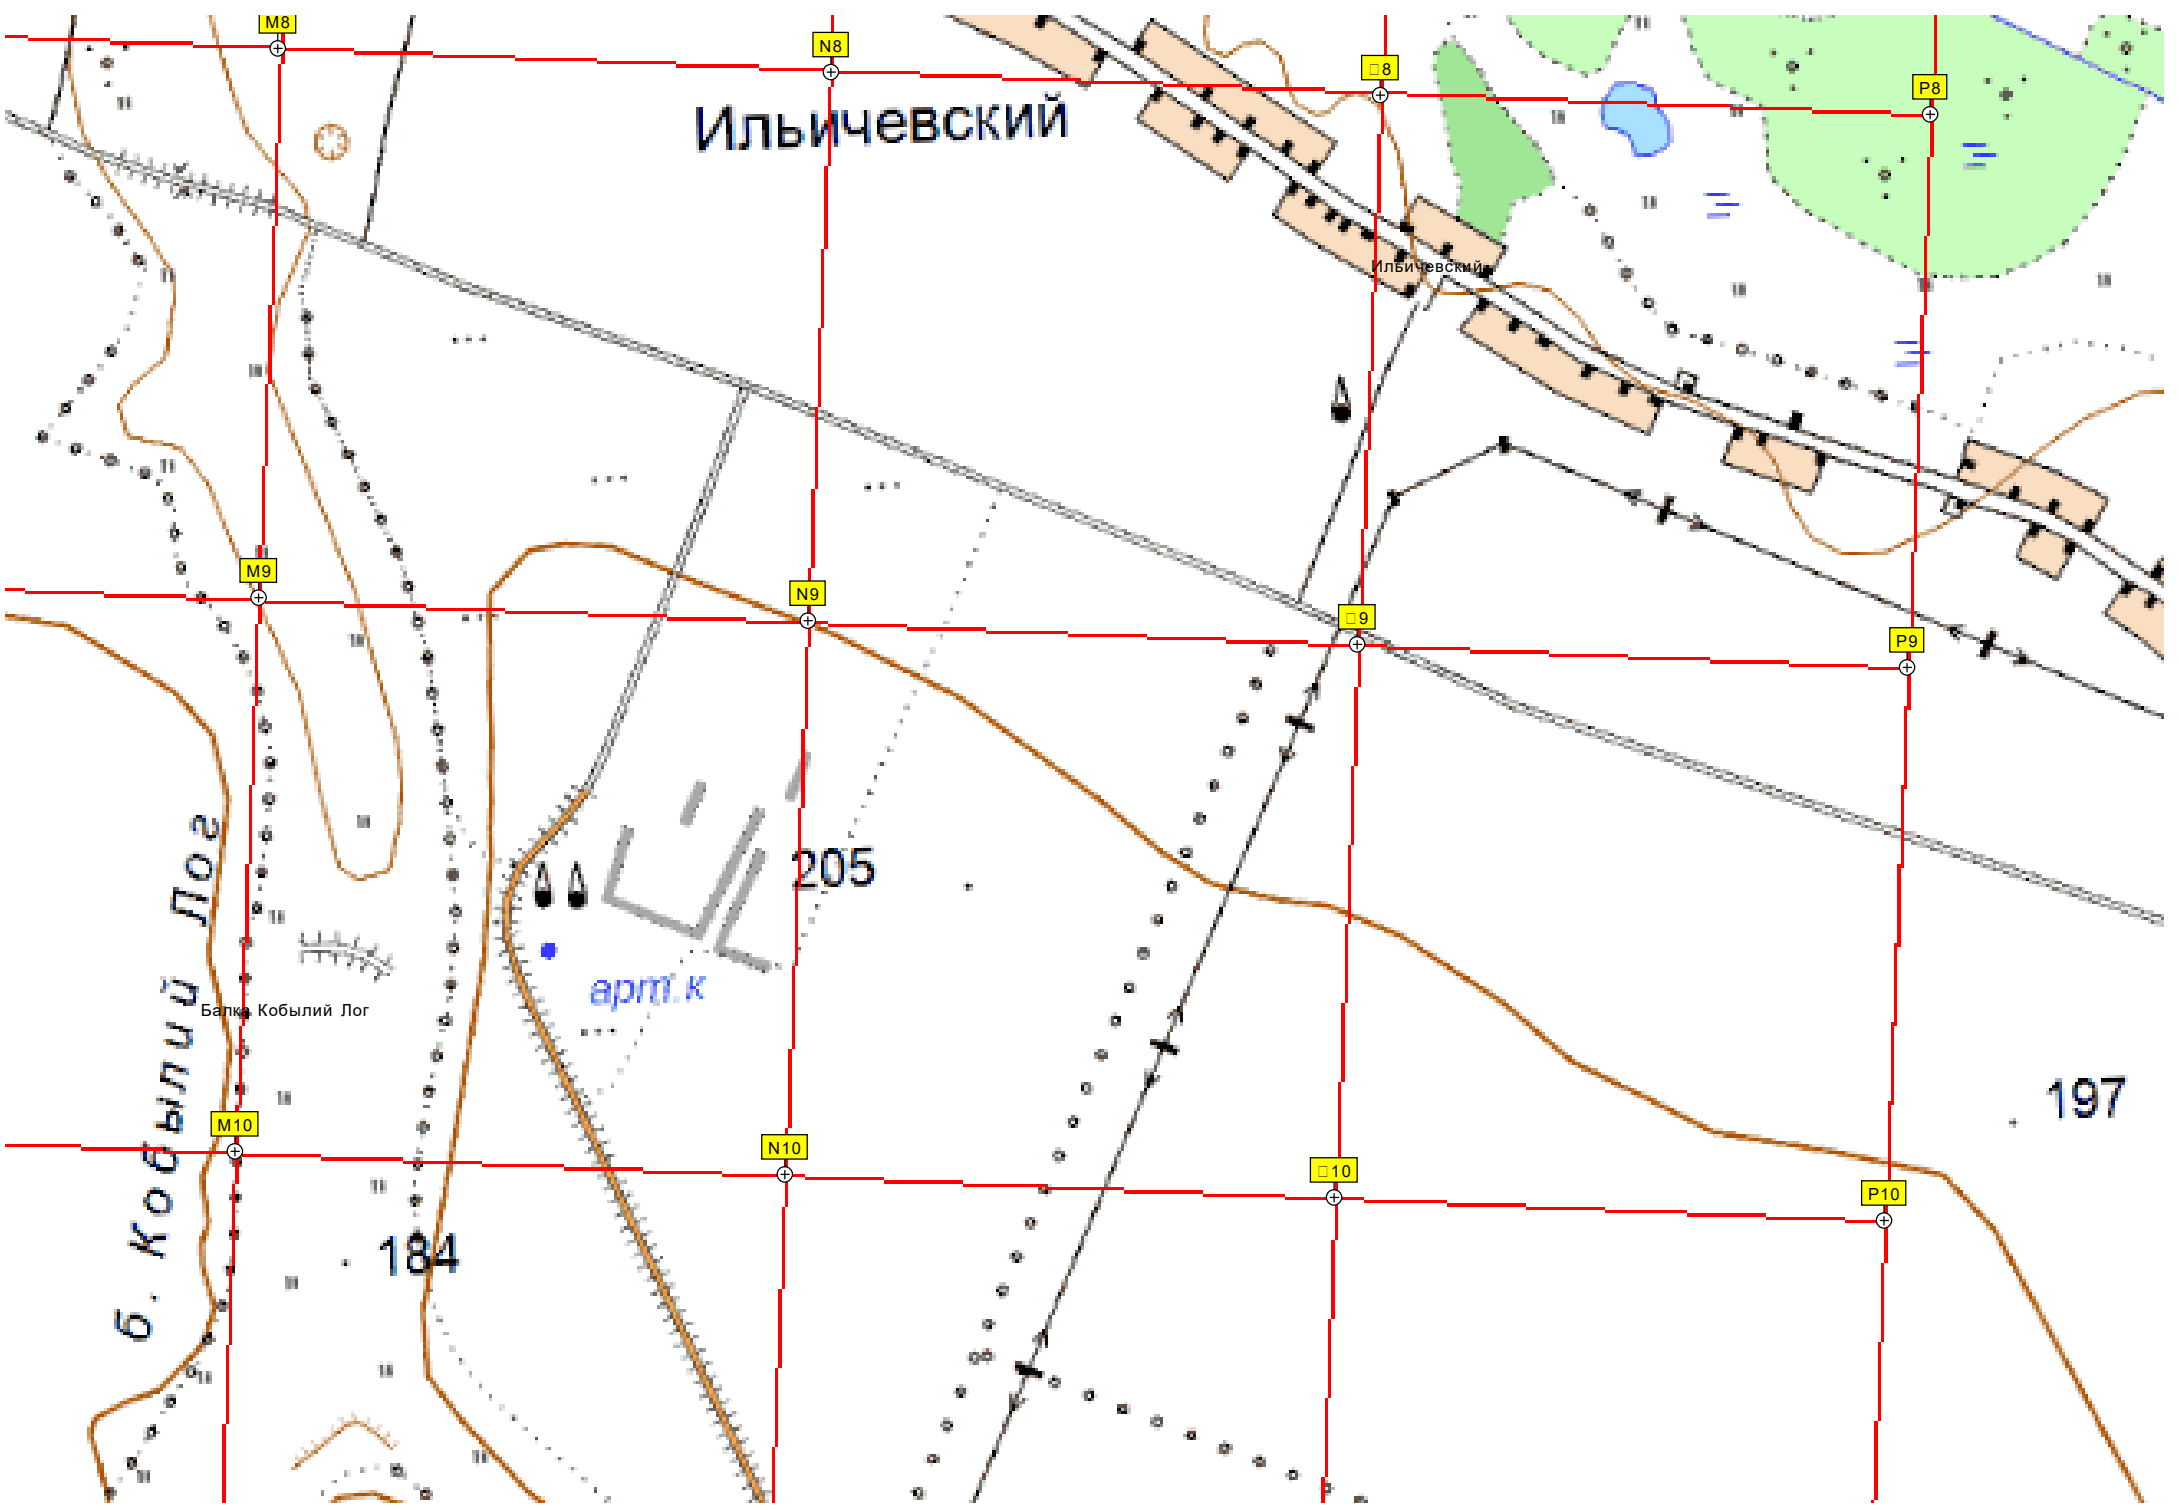 M8
N8
□8
P8
Ильичевский
Ильичевский
M9
N9
□9
P9
205
арт.к
б. Кобылий Лог
Балка Кобылий Лог
197
M10
N10
□10
P10
184